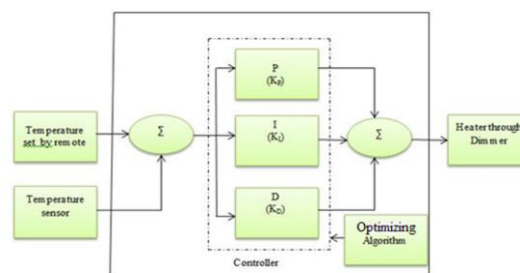 P
(Kp)
Temperature
set by remote
Σ
I
(KI)
Σ
Heater through
Dimmer
Temperature
sensor
D
(KD)
Optimizing
Algorithm
Controller